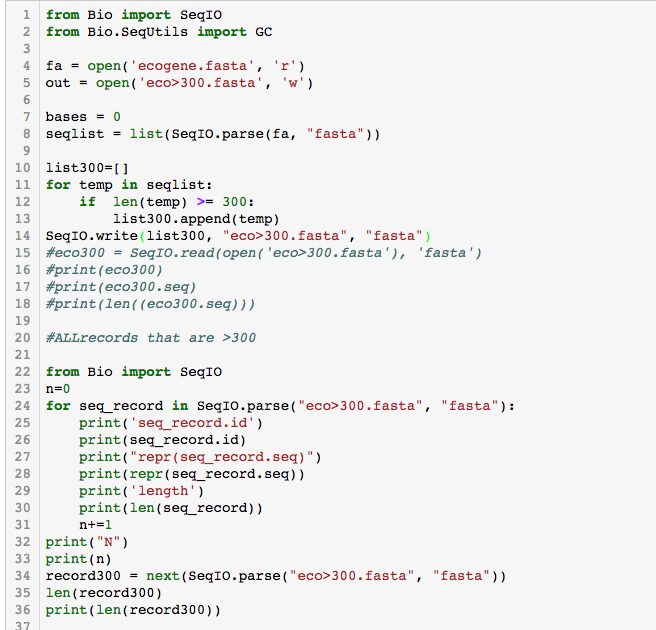 1 from Bio import SeqIO
2 from Bio.SeqUtils import GC
3
4 fa = open('ecogene.fasta', 'r')
5 out = open('eco>300.fasta', 'w')
6
7 bases = 0
8 seqlist = list(SeqIO.parse(fa, "fasta"))
9
10 list300=[]
11 for temp in seqlist:
12     if  len(temp) >= 300:
13         list300.append(temp)
14 SeqIO.write(list300, "eco>300.fasta", "fasta")
15 #eco300 = SeqIO.read(open('eco>300.fasta'), 'fasta')
16 #print(eco300)
17 #print(eco300.seq)
18 #print(len((eco300.seq)))
19
20 #ALLrecords that are >300
21
22 from Bio import SeqIO
23 n=0
24 for seq_record in SeqIO.parse("eco>300.fasta", "fasta"):
25     print('seq_record.id')
26     print(seq_record.id)
27     print("repr(seq_record.seq)")
28     print(repr(seq_record.seq))
29     print('length')
30     print(len(seq_record))
31     n+=1
32 print("N")
33 print(n)
34 record300 = next(SeqIO.parse("eco>300.fasta", "fasta"))
35 len(record300)
36 print(len(record300))
37